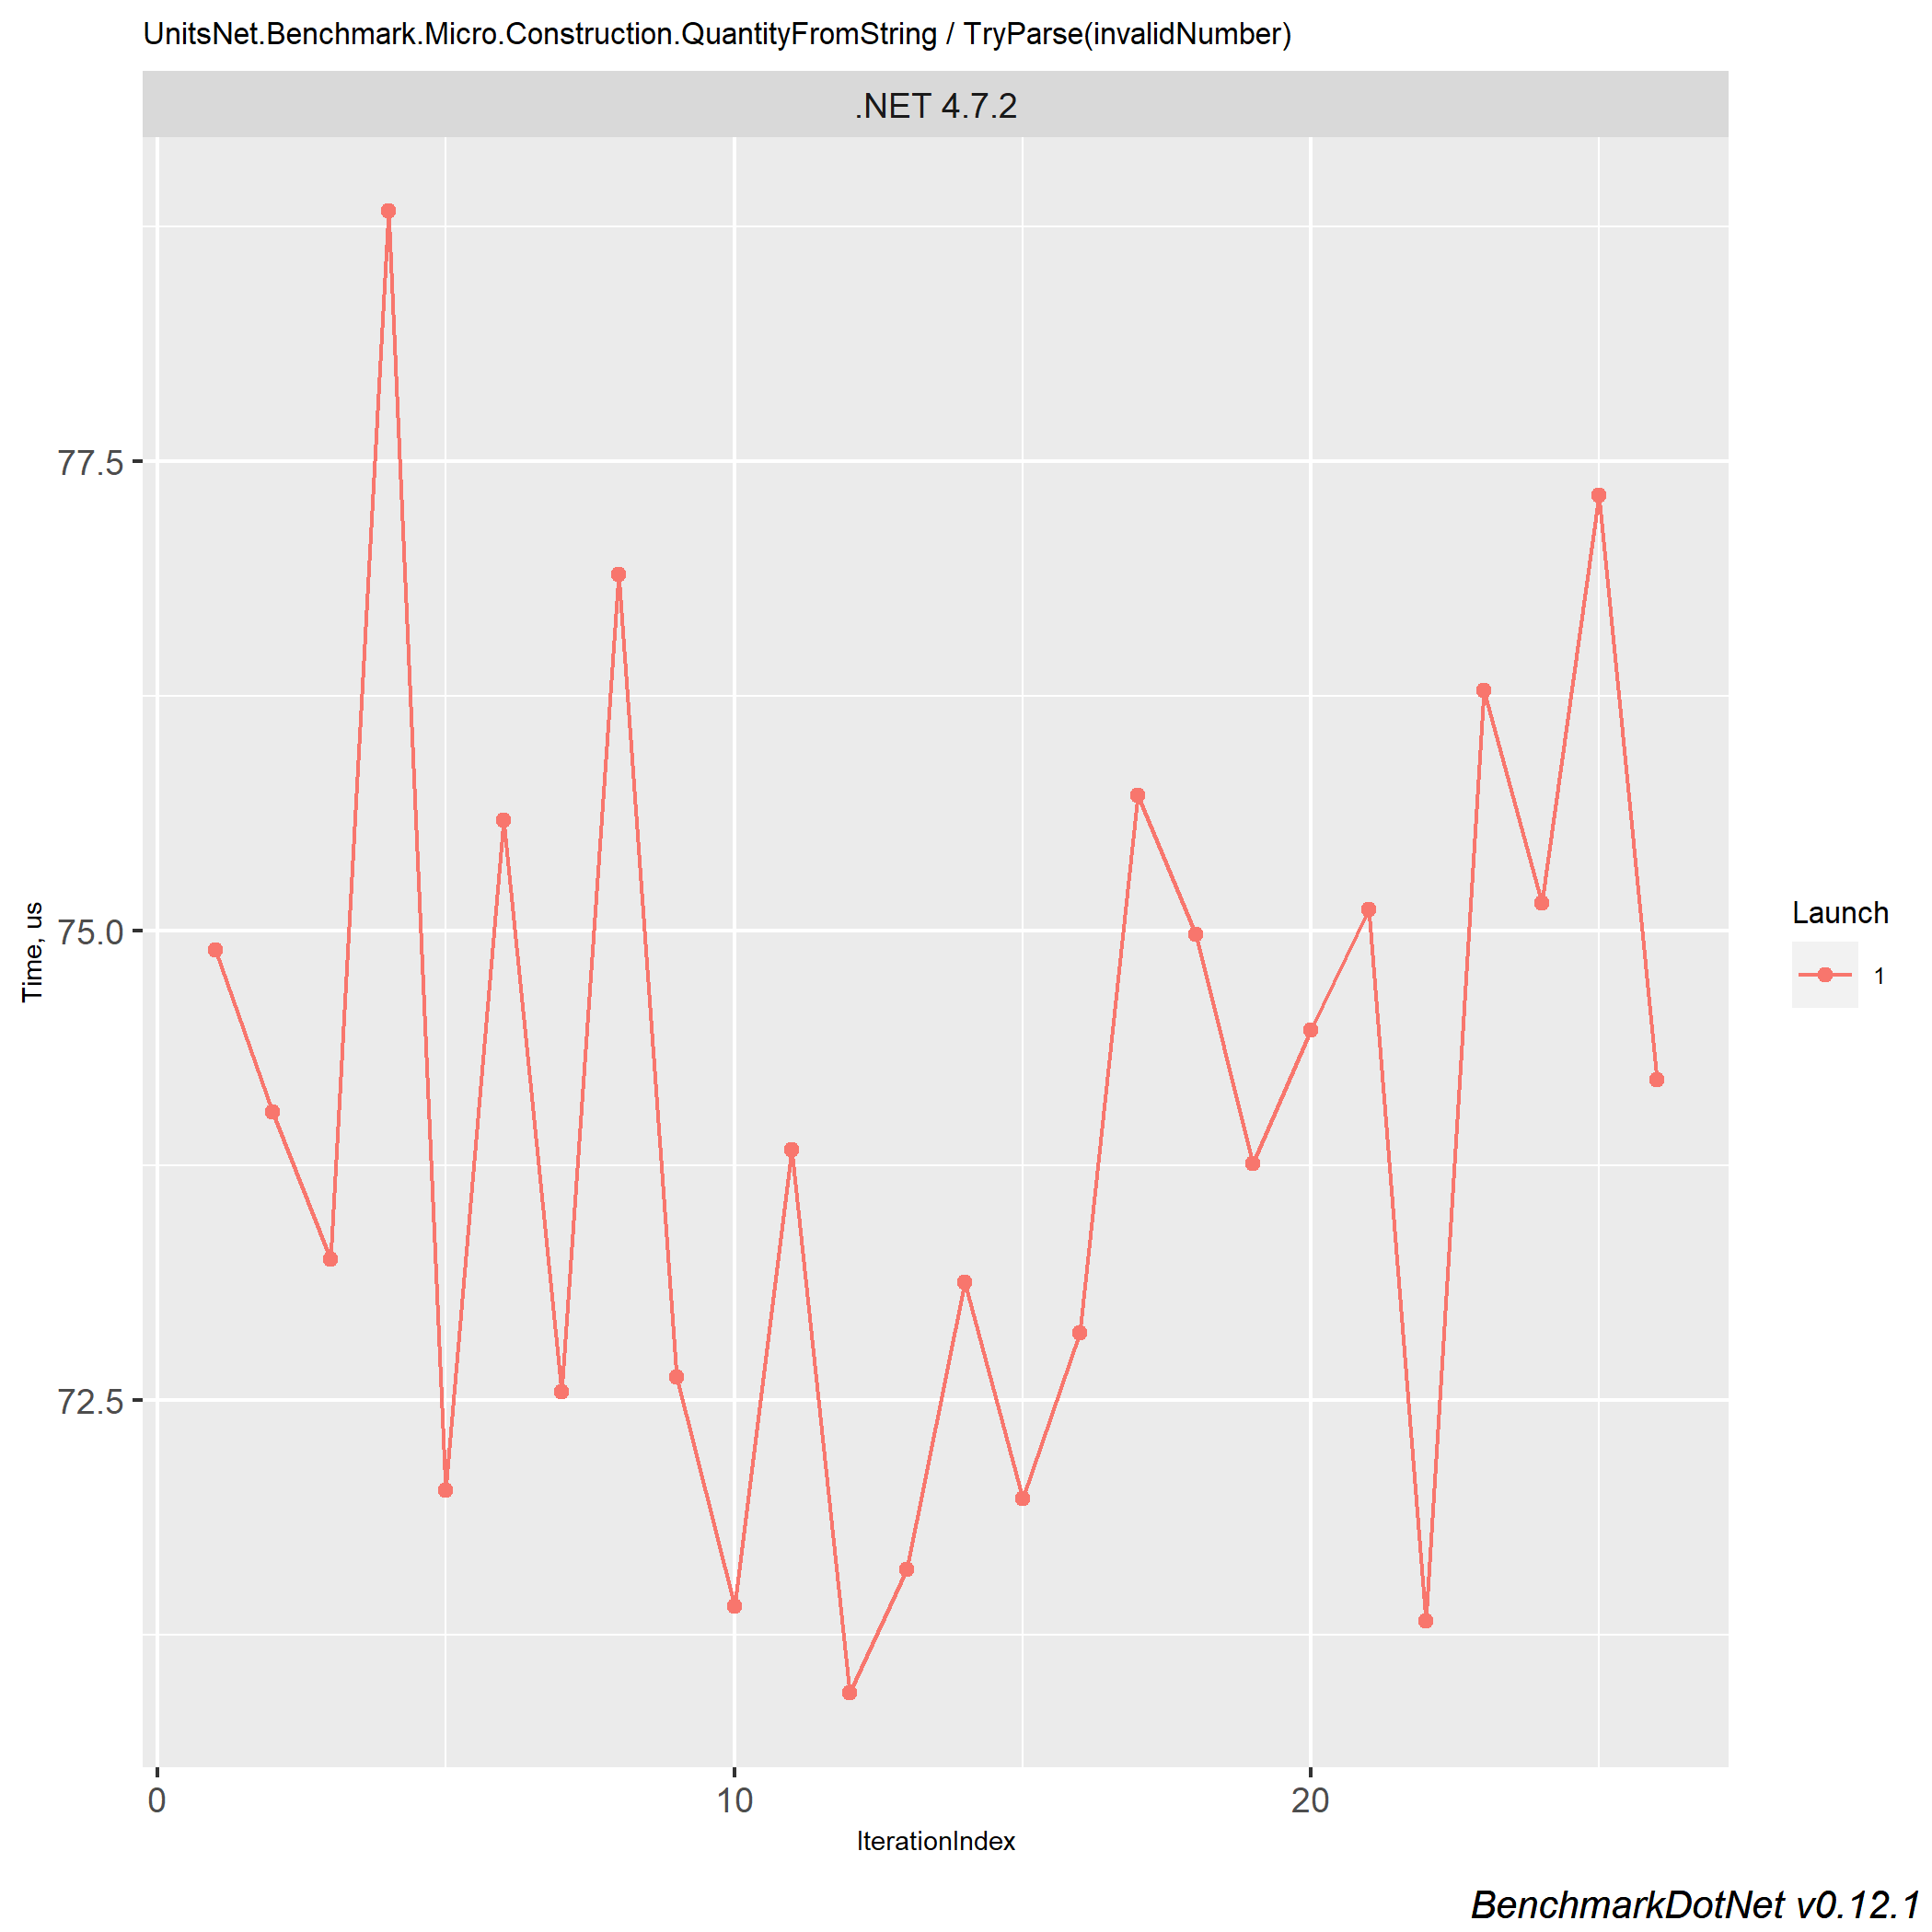 UnitsNet.Benchmark.Micro.Construction.QuantityFromString / TryParse(invalidNumber)
.NET 4.7.2
77.5
75.0
72.5
Time, us
0
10
20
IterationIndex
Launch
1
BenchmarkDotNet v0.12.1